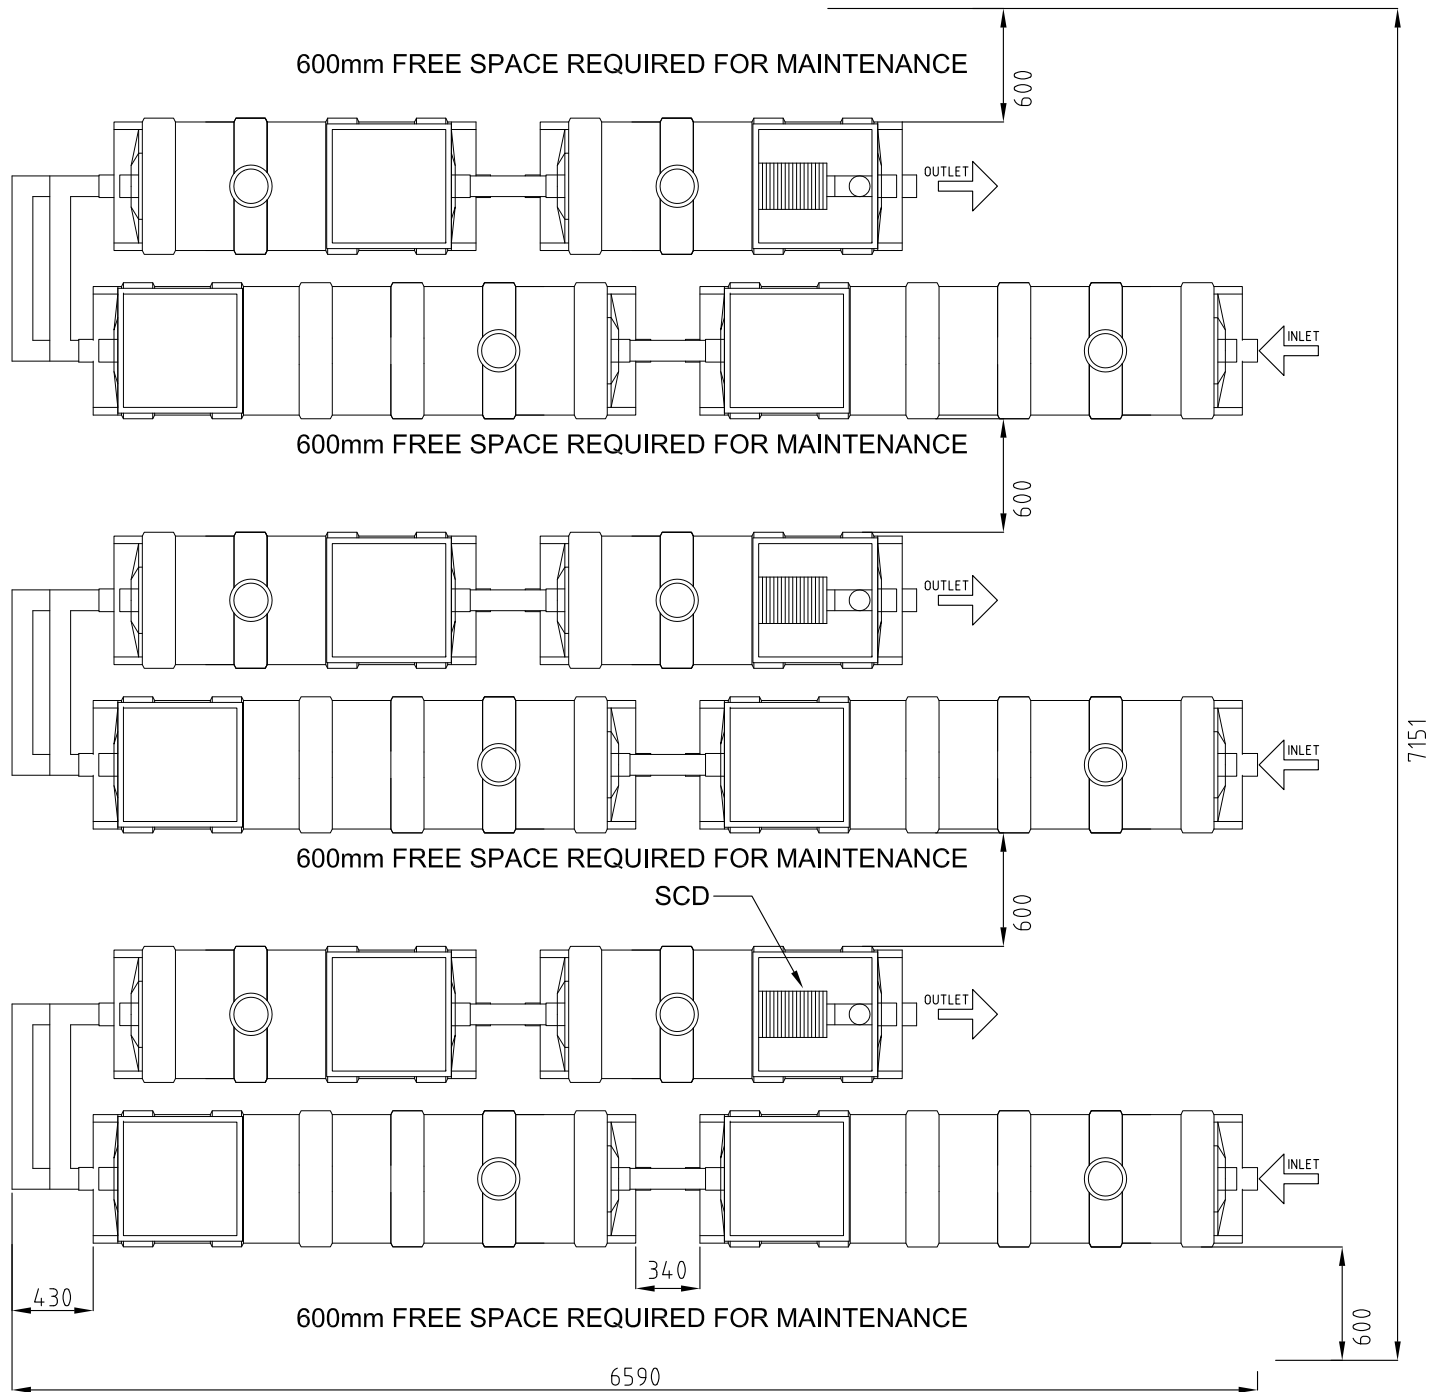 600mm FREE SPACE REQUIRED FOR MAINTENANCE
600
OUTLET
INLET
600mm FREE SPACE REQUIRED FOR MAINTENANCE
600
OUTLET
7151
INLET
600mm FREE SPACE REQUIRED FOR MAINTENANCE
SCD
600
OUTLET
INLET
340
430
600mm FREE SPACE REQUIRED FOR MAINTENANCE
600
6590